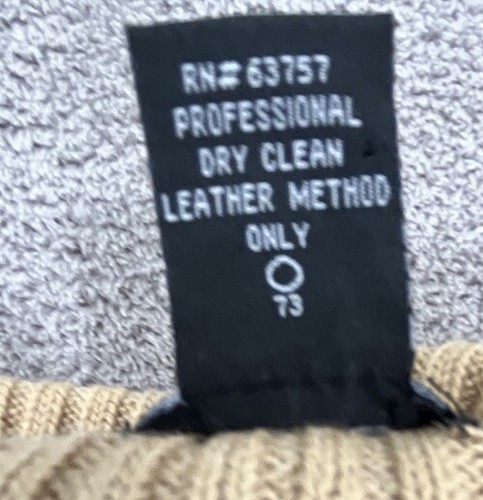 RN#63757
PROFESSIONAL
DRY CLEAN
LEATHER METHOD
ONLY
73